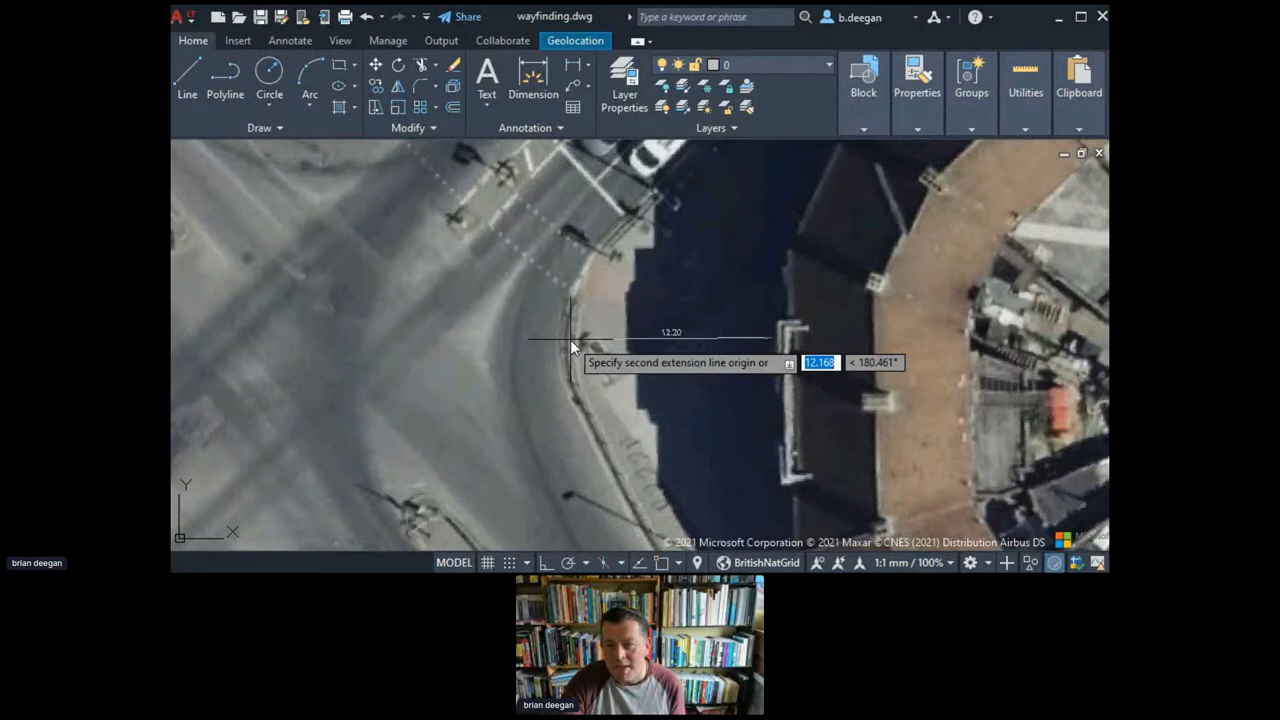 A LT
Share
wayfinding.dwg
Type a keyword or phrase
b.deegan
Home
Insert
Annotate
View
Manage
Output
Collaborate
Geolocation
Line
Polyline
Circle
Arc
Text
Dimension
Layer
Properties
0
Block
Properties
Groups
Utilities
Clipboard
Draw
Modify
Annotation
Layers
12.20
Specify second extension line origin or
12.168
< 180.461°
Y
X
© 2021 Microsoft Corporation © 2021 Maxar ©CNES (2021) Distribution Airbus DS
MODEL
BritishNatGrid
1:1 mm / 100%
brian deegan
brian deegan